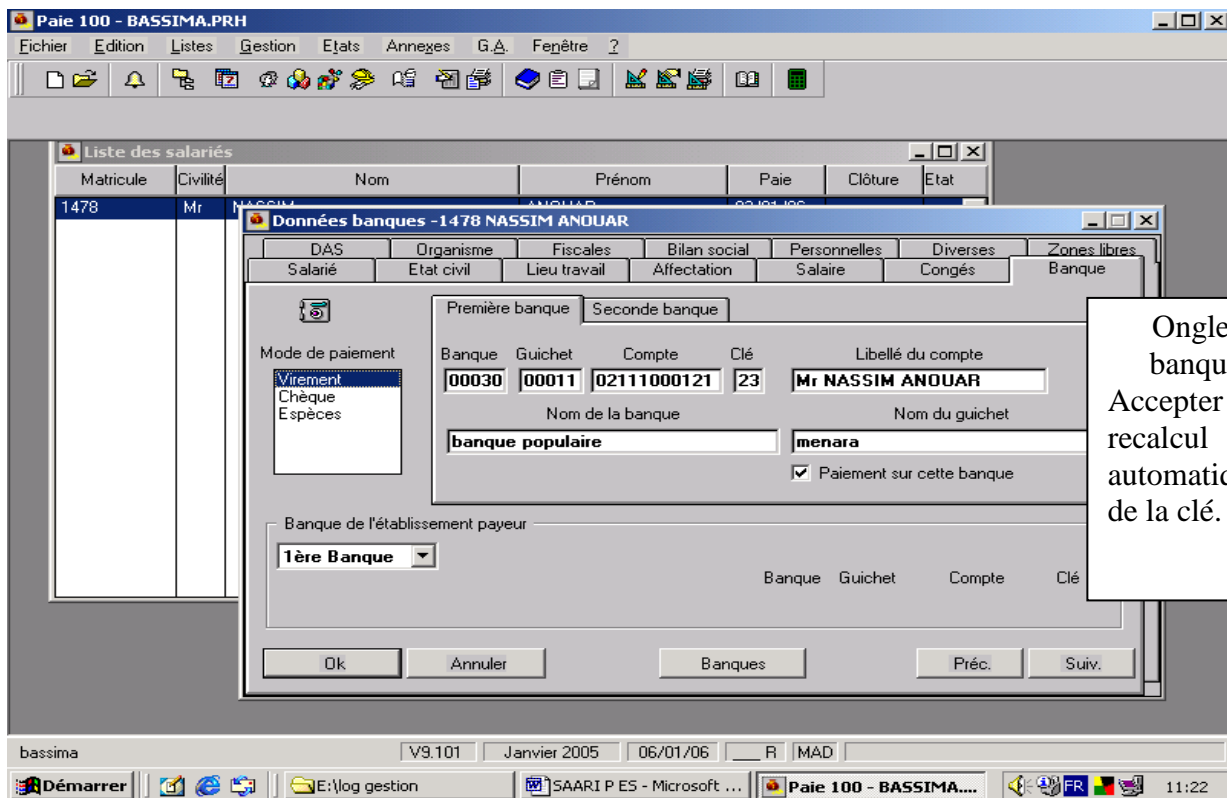 Paie 100 - BASSIMA.PRH
Fichier Edition Listes Gestion Etats Annexes G.A. Fenêtre ?
Liste des salariés
Matricule Civilité Nom Prénom Paie Clôture Etat
1478 Mr
Données banques -1478 NASSIM ANOUAR
DAS Organisme Fiscales Bilan social Personnelles Diverses Zones libres
Salarié Etat civil Lieu travail Affectation Salaire Congés Banque
Première banque Seconde banque
Mode de paiement
Virement
Chèque
Espèces
Banque Guichet Compte Clé Libellé du compte
00030 00011 02111000121 23 Mr NASSIM ANOUAR
Nom de la banque Nom du guichet
banque populaire menara
Paiement sur cette banque
Banque de l'établissement payeur
1ère Banque
Banque Guichet Compte Clé
Ok Annuler Banques Préc. Suiv.
Ongle
banqu
Accepter
recalcul
automatic
de la clé.
bassima V9.101 Janvier 2005 06/01/06 ___ R MAD
Démarrer E:\log gestion SAARI P ES - Microsoft ... Paie 100 - BASSIMA.... FR 11:22